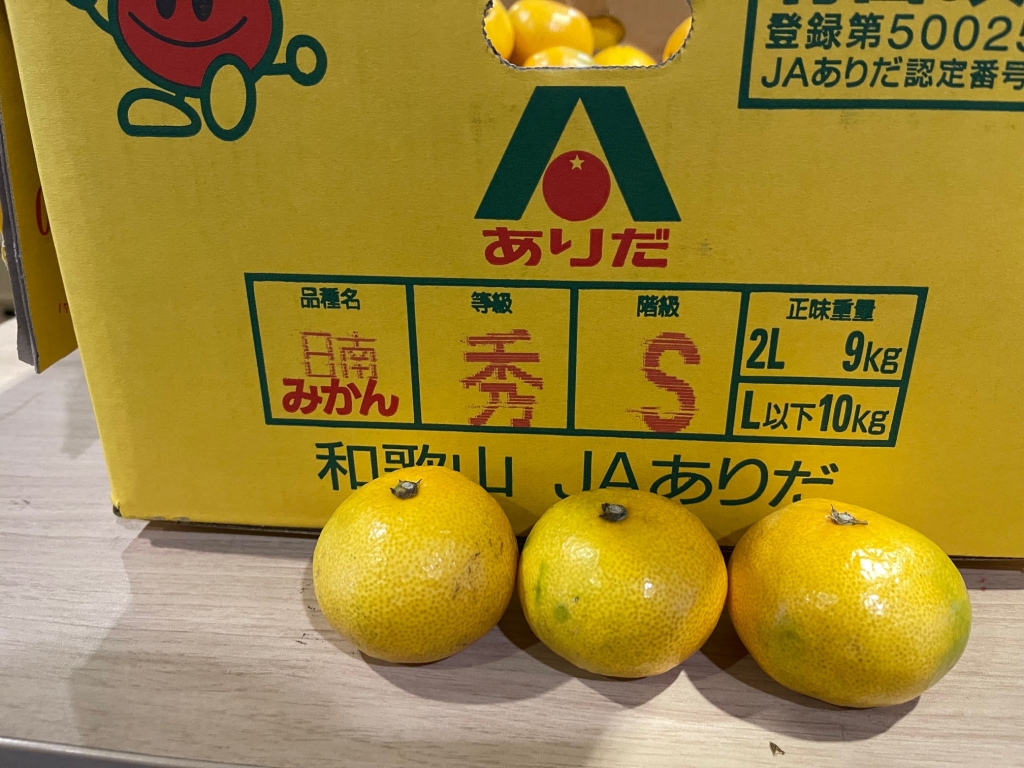 登録第50025
JAありだ認定番号
ありだ
品種名
日南
みかん
等級
秀
階級
S
正味重量
2L 9kg
L以下10kg
和歌山 JAありだ